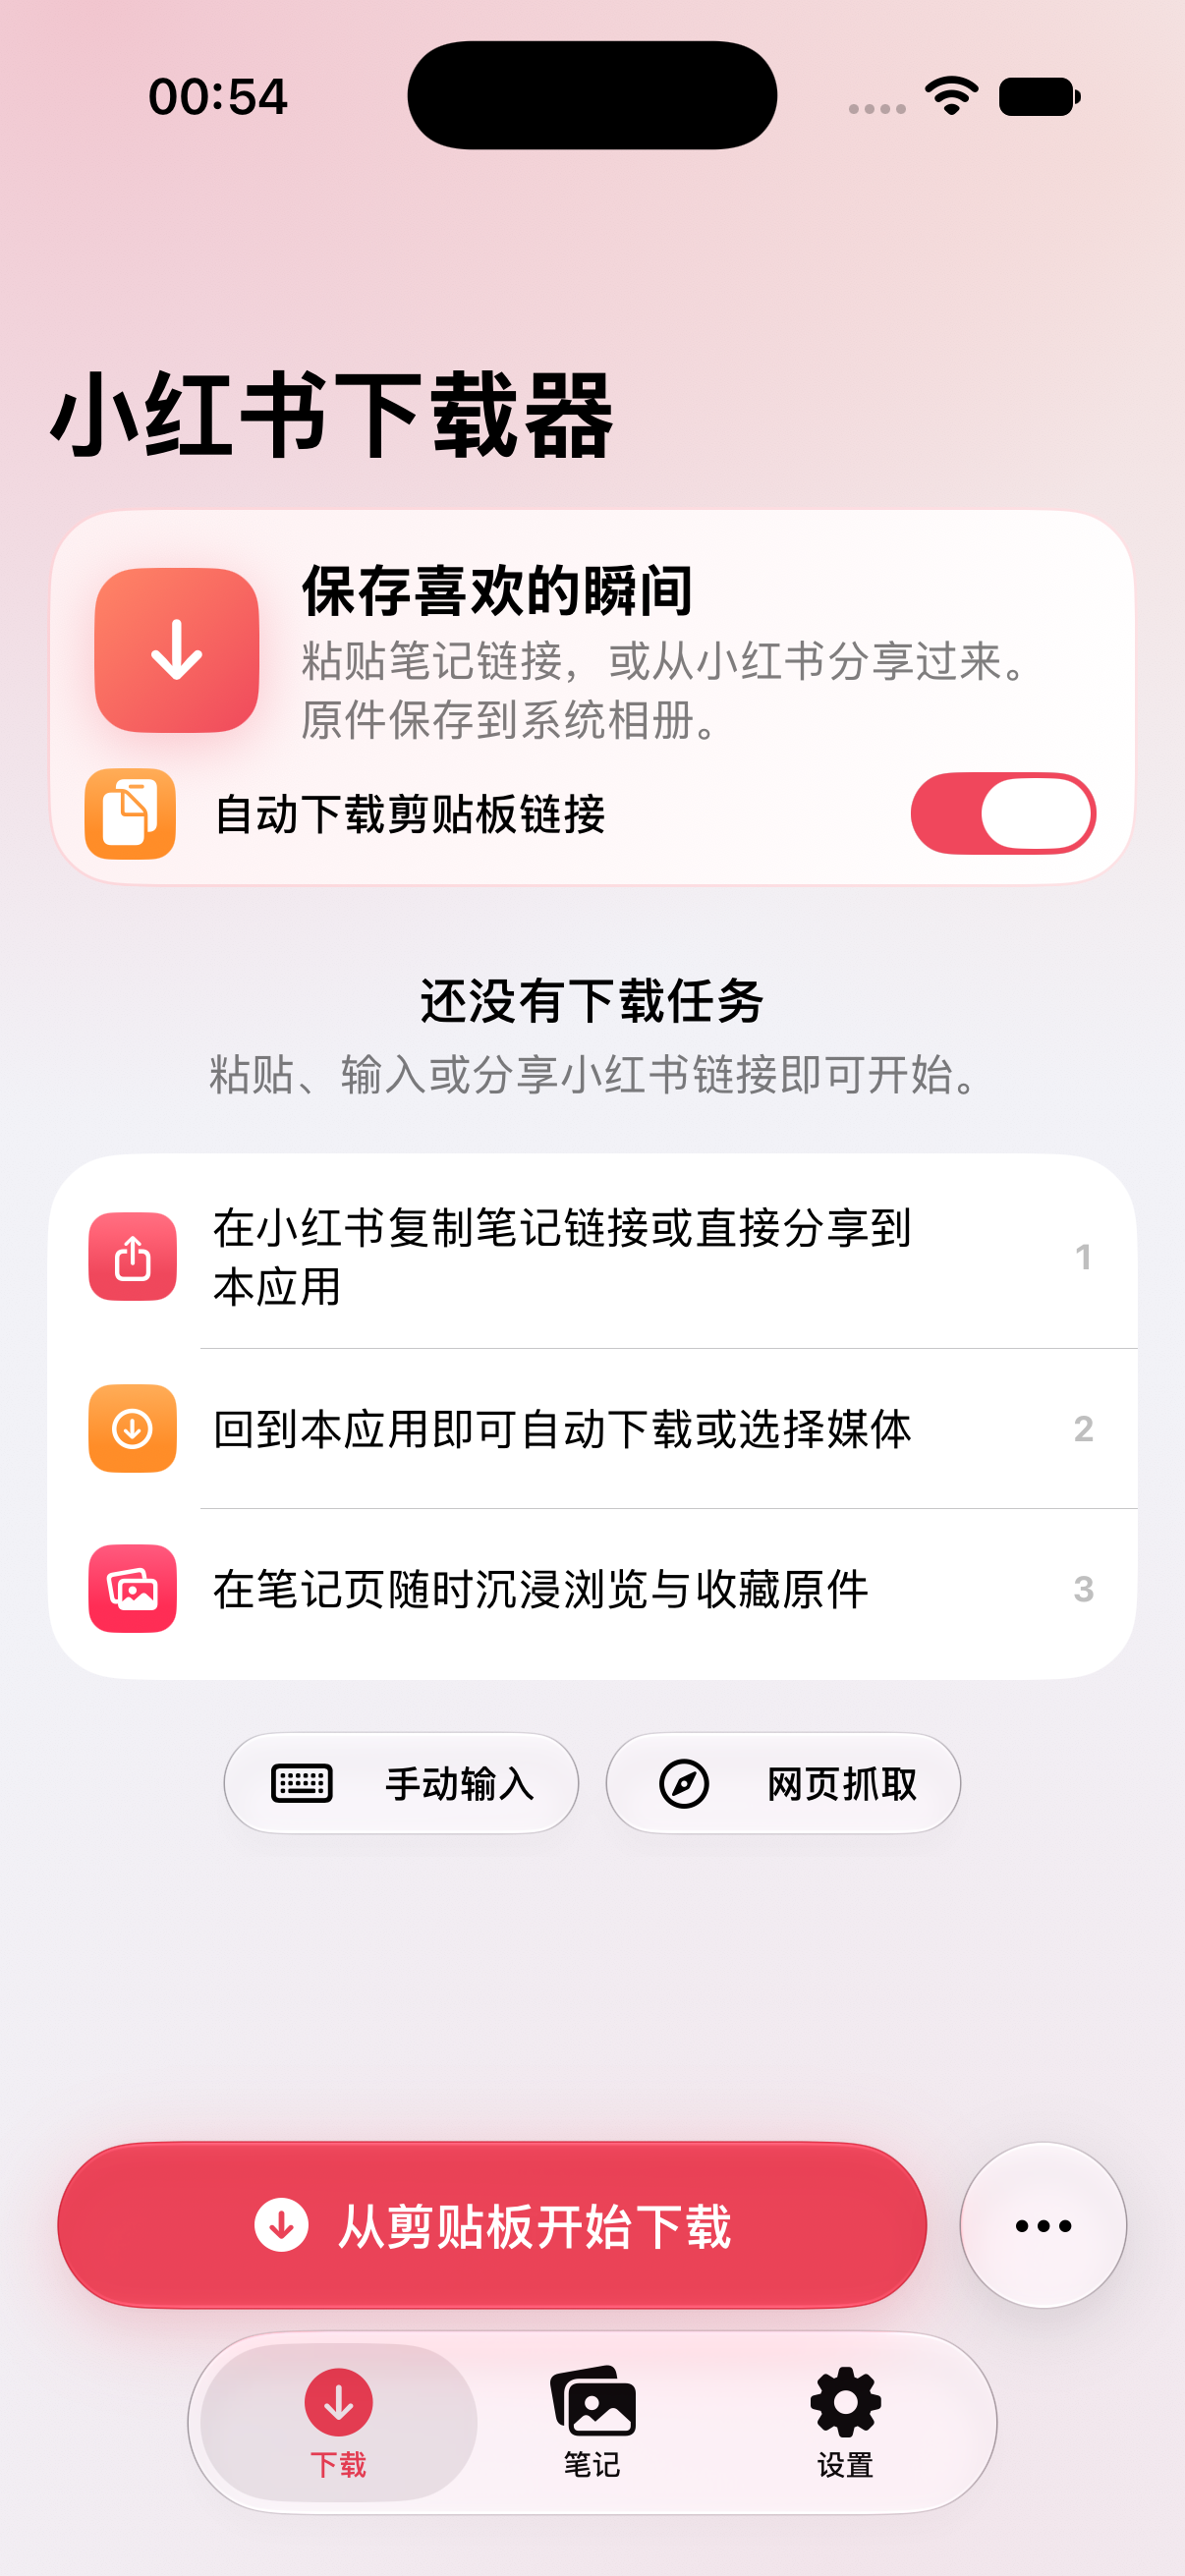 00:54
小红书下载器
保存喜欢的瞬间
粘贴笔记链接，或从小红书分享过来。
原件保存到系统相册。
自动下载剪贴板链接
还没有下载任务
粘贴、输入或分享小红书链接即可开始。
在小红书复制笔记链接或直接分享到
本应用
1
回到本应用即可自动下载或选择媒体
2
在笔记页随时沉浸浏览与收藏原件
3
手动输入
网页抓取
从剪贴板开始下载
下载
笔记
设置